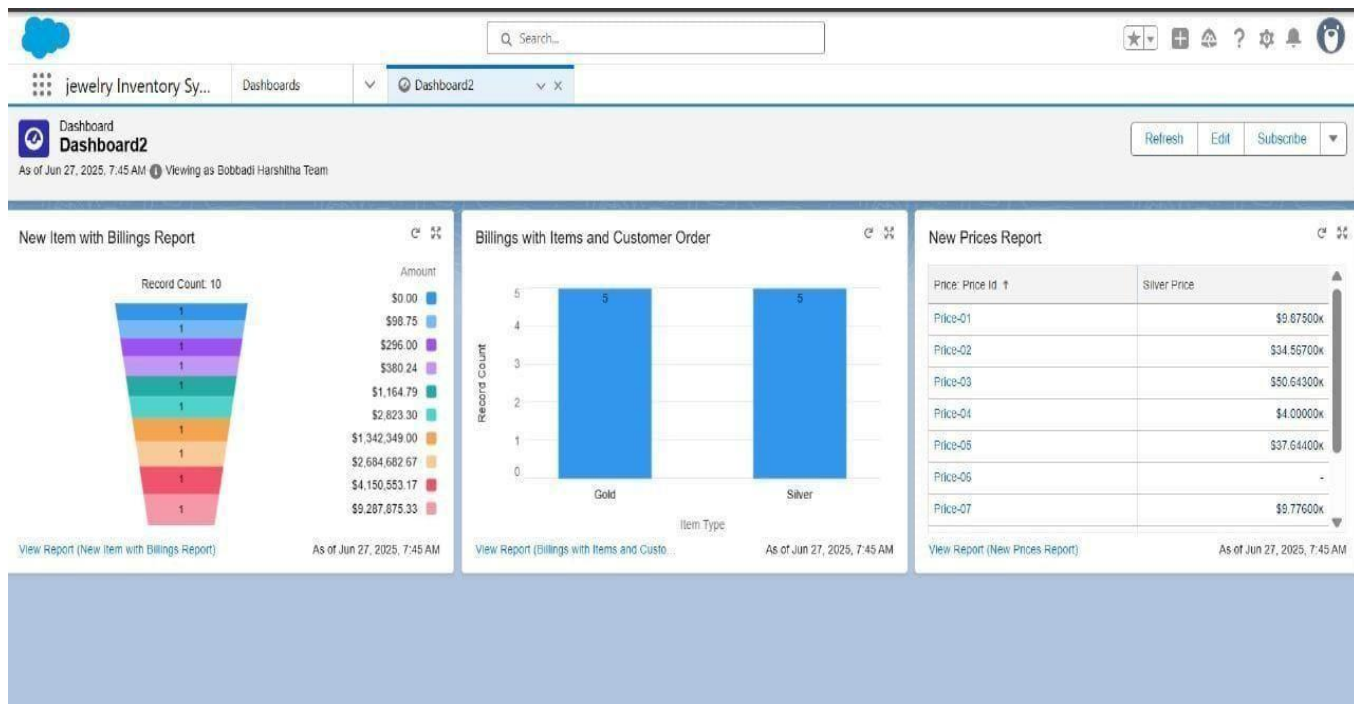 Search...
jewelry Inventory Sy...
Dashboards
Dashboard2
Dashboard
Dashboard2
As of Jun 27, 2025, 7:45 AM Viewing as Bobbadi Harshitha Team
Refresh Edit Subscribe
New Item with Billings Report
Record Count: 10
Amount
1 $0.00
1 $98.75
1 $296.00
1 $380.24
1 $1,164.79
1 $2,823.30
1 $1,342,349.00
1 $2,684,682.67
1 $4,150,553.17
1 $9,287,875.33
View Report (New Item with Billings Report) As of Jun 27, 2025, 7:45 AM
Billings with Items and Customer Order
Record Count
5
4
3
2
1
0
5 5
Gold Silver
Item Type
View Report (Billings with Items and Custo... As of Jun 27, 2025, 7:45 AM
New Prices Report
Price: Price Id ↑ Silver Price
Price-01 $9.87500K
Price-02 $34.56700K
Price-03 $50.64300K
Price-04 $4.00000K
Price-05 $37.64400K
Price-06 -
Price-07 $9.77600K
View Report (New Prices Report) As of Jun 27, 2025, 7:45 AM